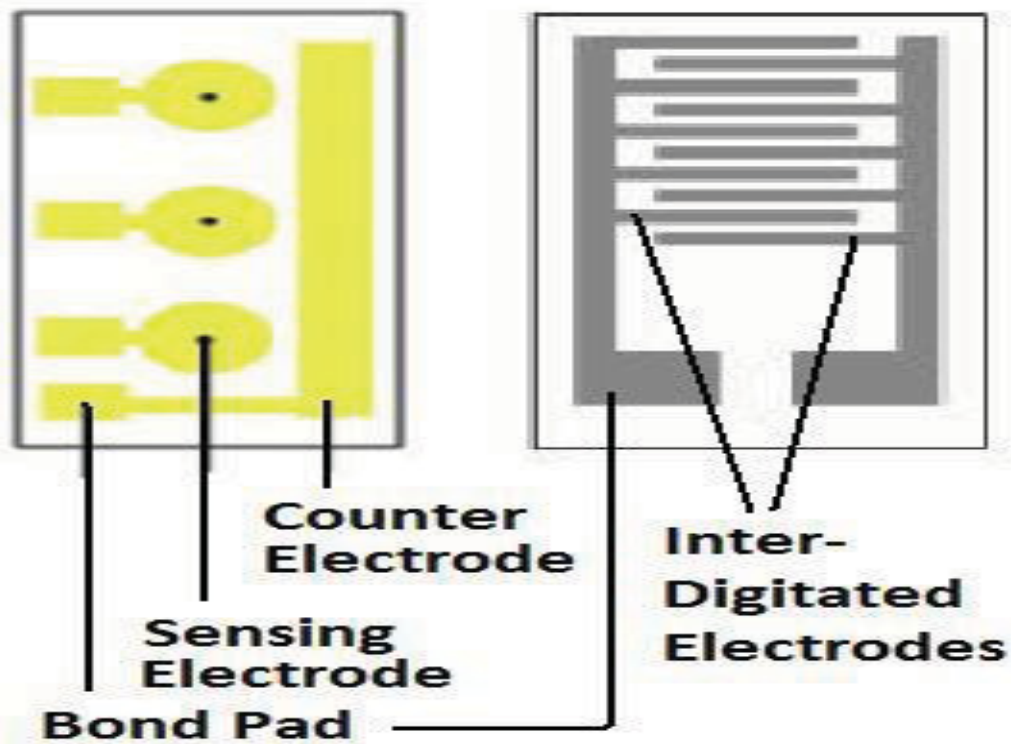 Counter
Electrode
Sensing
Electrode
Bond Pad
Inter-
Digitated
Electrodes